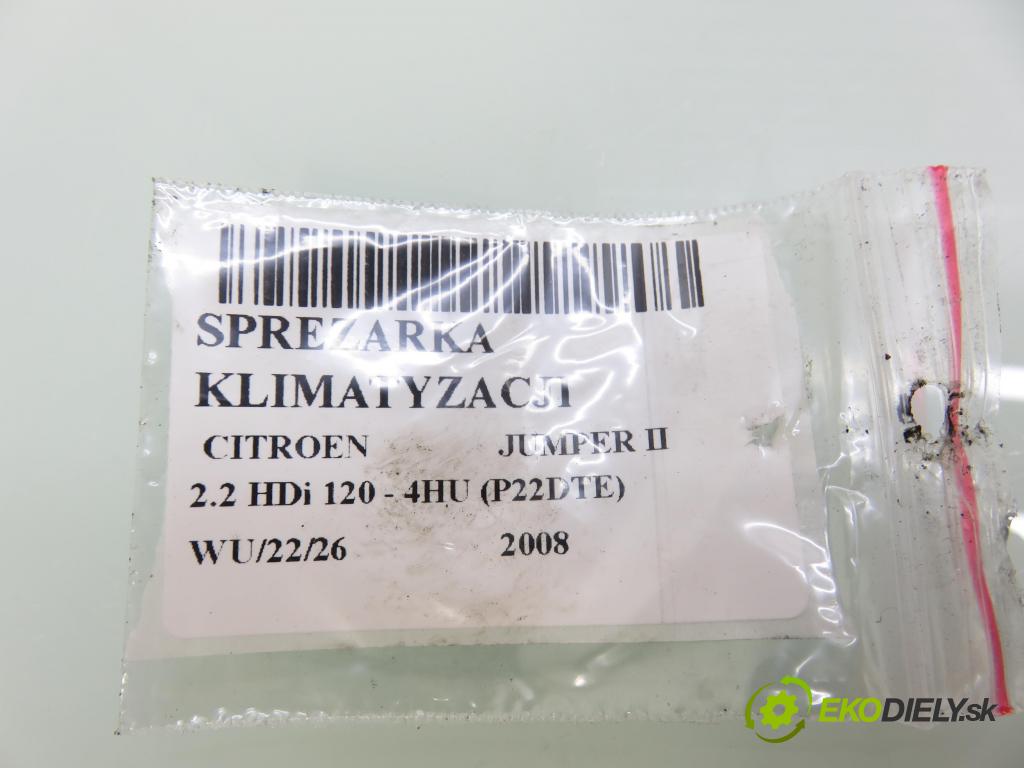 SPREZARKA
KLIMATYZACJI
CITROEN JUMPER II
2.2 HDi 120 - 4HU (P22DTE)
WU/22/26 2008
EKODIELY.sk